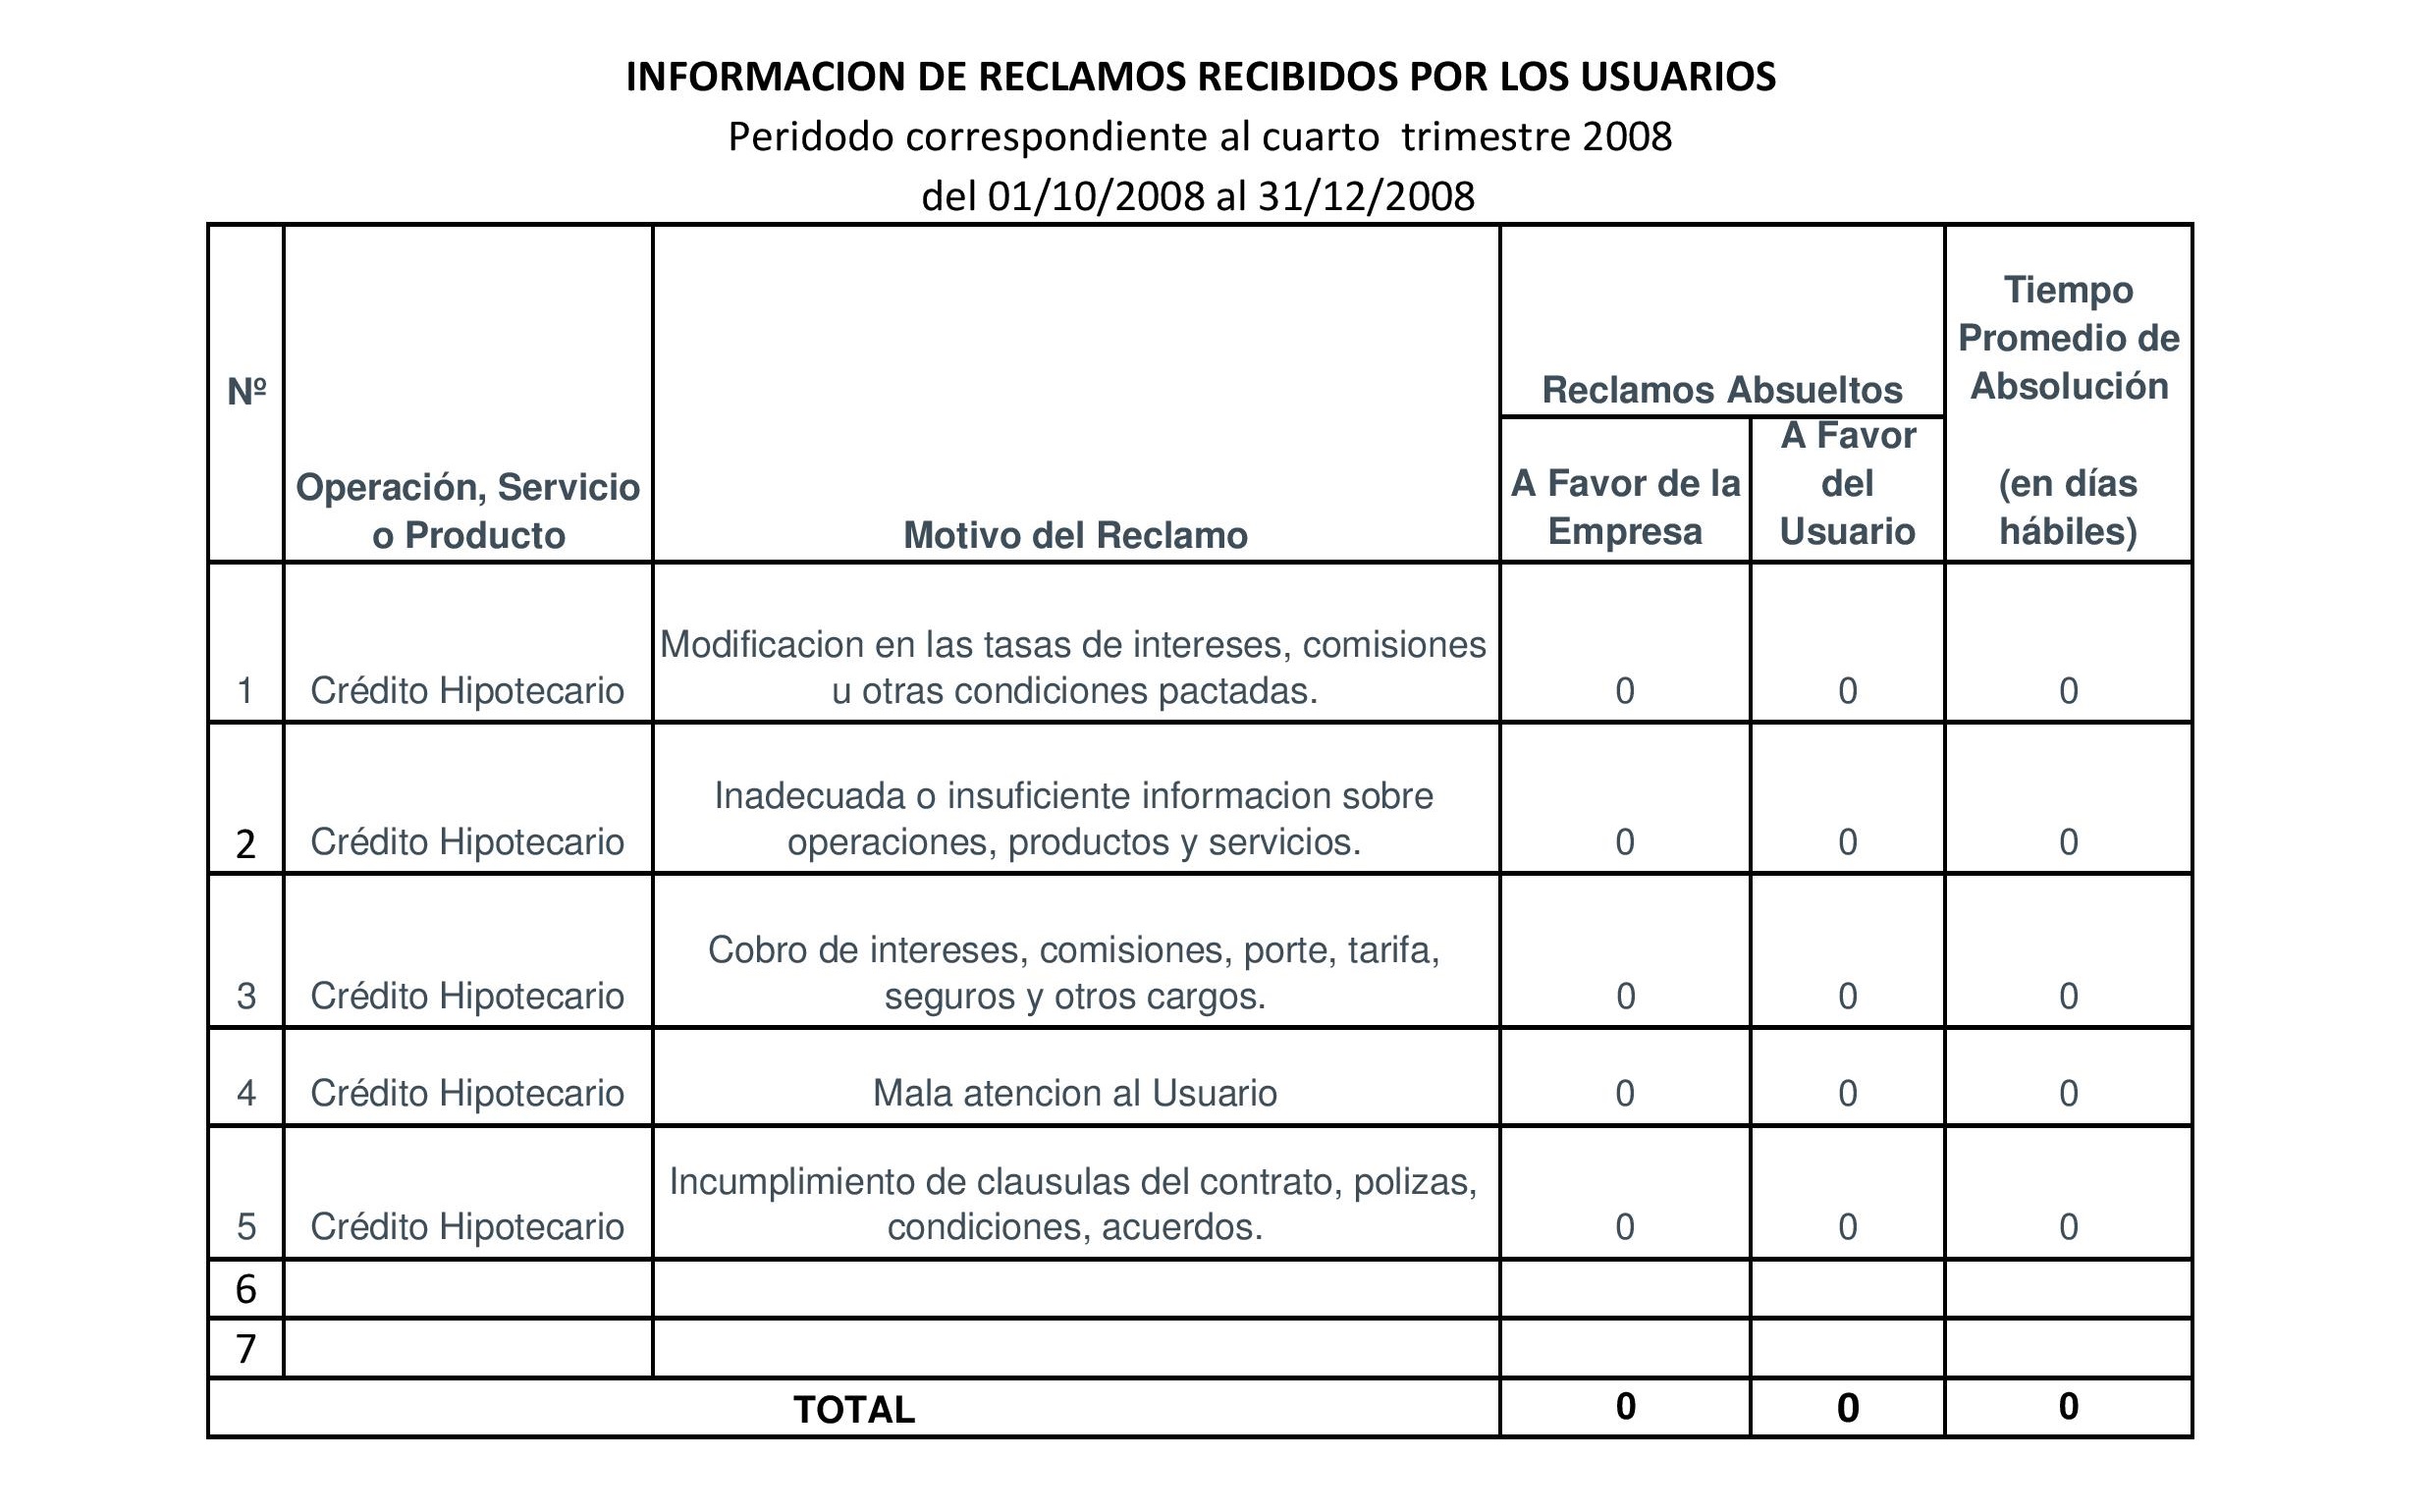 INFORMACION DE RECLAMOS RECIBIDOS POR LOS USUARIOS
Peridodo correspondiente al cuarto  trimestre 2008
del 01/10/2008 al 31/12/2008
Nº
Operación, Servicio
o Producto
Motivo del Reclamo
Reclamos Absueltos
A Favor de la
Empresa
A Favor
del
Usuario
Tiempo
Promedio de
Absolución
(en días
hábiles)
Modificacion en las tasas de intereses, comisiones
1 Crédito Hipotecario u otras condiciones pactadas. 0 0 0
Inadecuada o insuficiente informacion sobre
2 Crédito Hipotecario operaciones, productos y servicios. 0 0 0
Cobro de intereses, comisiones, porte, tarifa,
3 Crédito Hipotecario seguros y otros cargos. 0 0 0
4 Crédito Hipotecario Mala atencion al Usuario 0 0 0
Incumplimiento de clausulas del contrato, polizas,
5 Crédito Hipotecario condiciones, acuerdos. 0 0 0
6
7
TOTAL 0 0 0